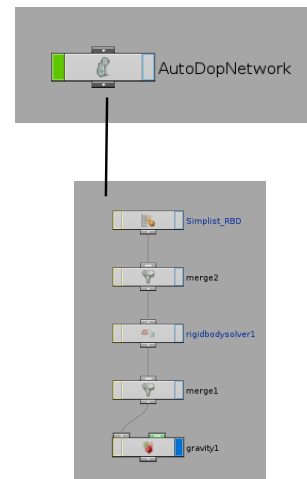 AutoDopNetwork
Simplist_RBD
merge2
rigidbodysolver1
merge1
gravity1